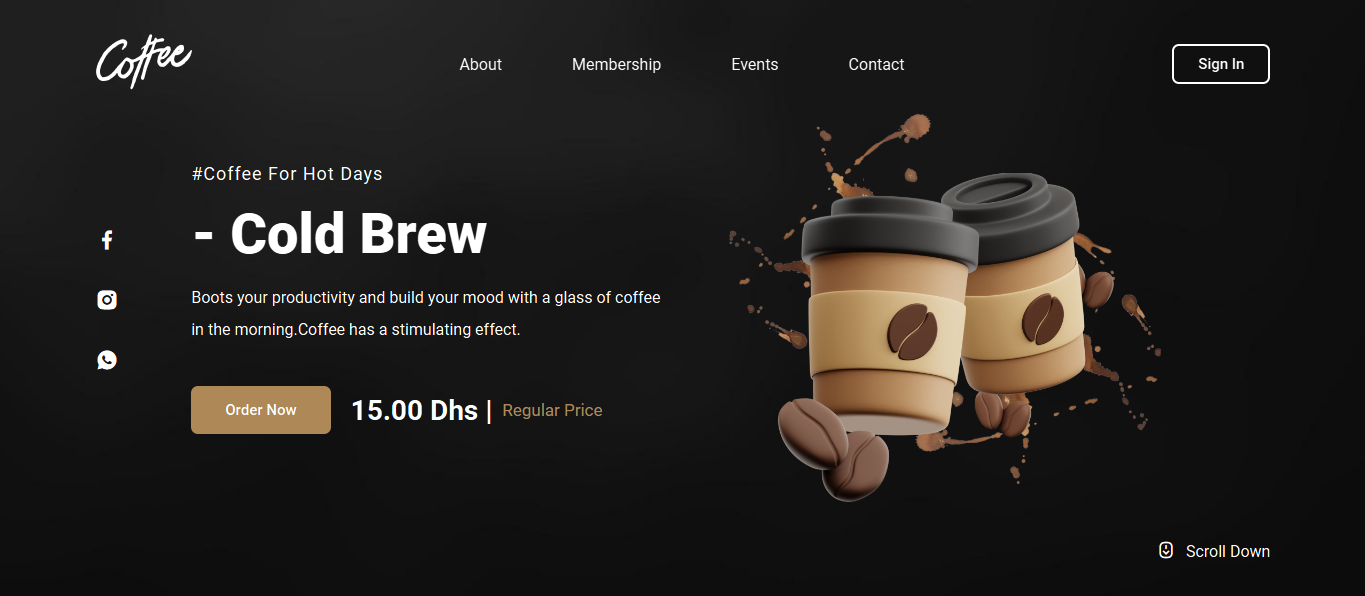 Coffee
About
Membership
Events
Contact
Sign In
#Coffee For Hot Days
- Cold Brew
Boots your productivity and build your mood with a glass of coffee
in the morning.Coffee has a stimulating effect.
Order Now
15.00 Dhs | Regular Price
Scroll Down